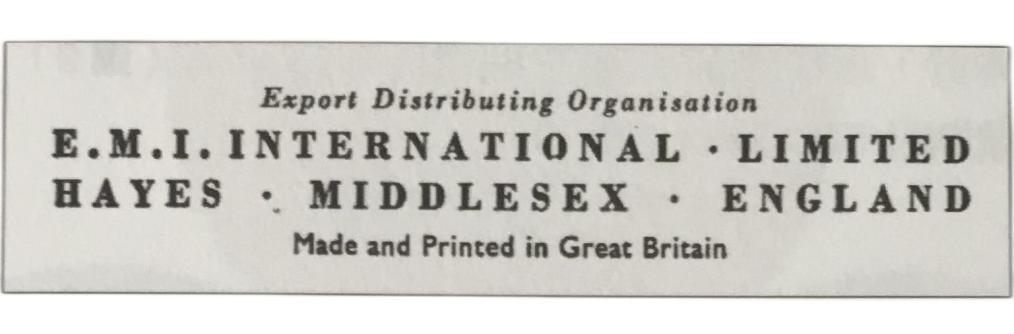 Export Distributing Organisation
E.M.I. INTERNATIONAL · LIMITED
HAYES · MIDDLESEX · ENGLAND
Made and Printed in Great Britain